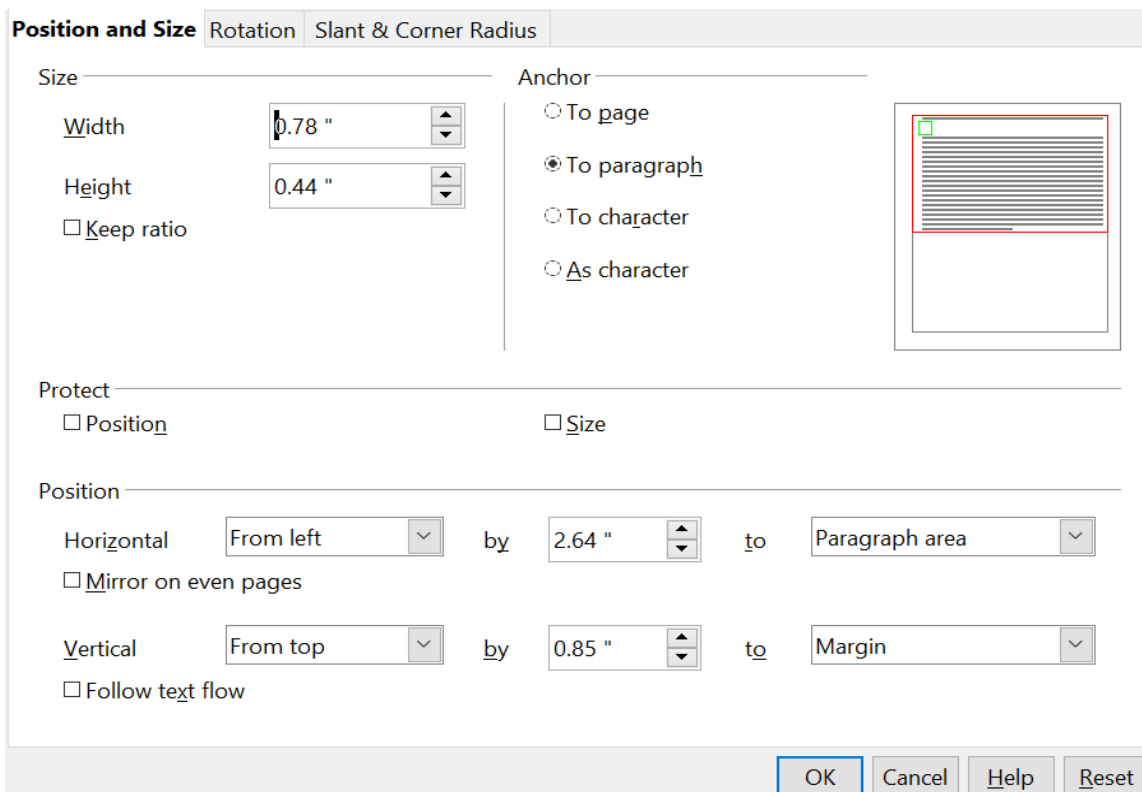 Position and Size Rotation Slant & Corner Radius
Size Anchor
Width 0.78 " To page
Height 0.44 " To paragraph
Keep ratio To character
As character
Protect
Position Size
Position
Horizontal From left by 2.64 " to Paragraph area
Mirror on even pages
Vertical From top by 0.85 " to Margin
Follow text flow
OK Cancel Help Reset